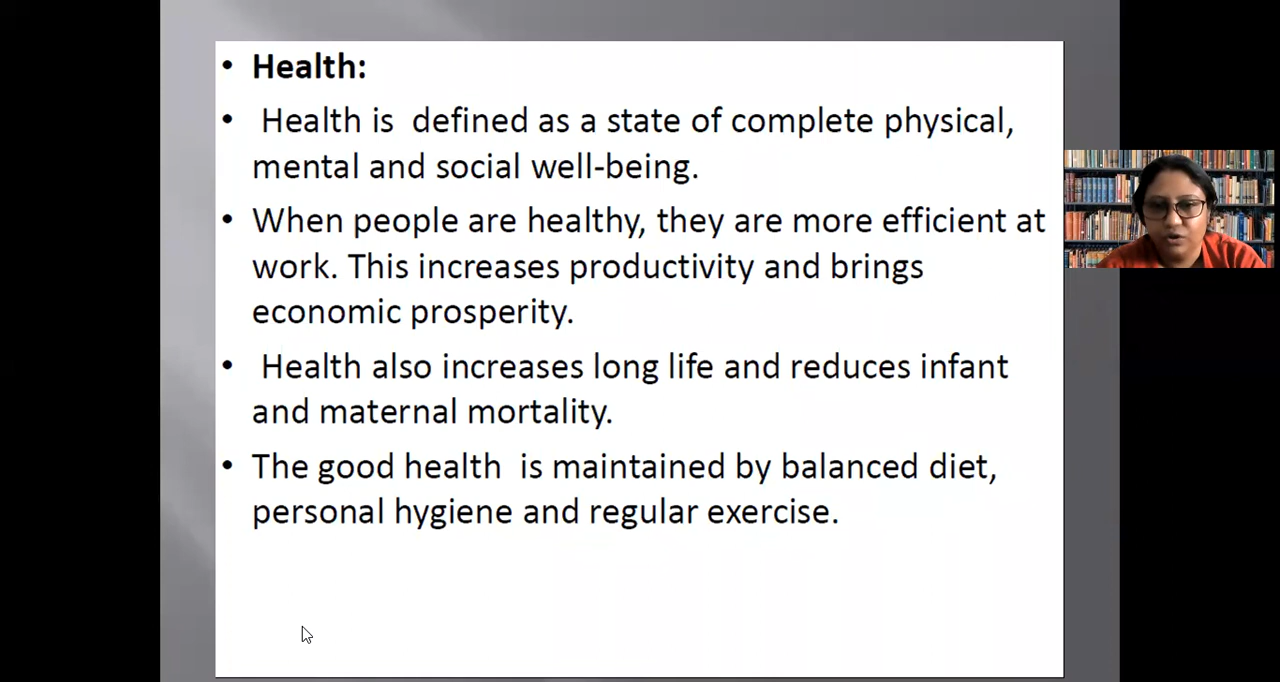 • Health:
• Health is defined as a state of complete physical,
mental and social well-being.
• When people are healthy, they are more efficient at
work. This increases productivity and brings
economic prosperity.
• Health also increases long life and reduces infant
and maternal mortality.
• The good health is maintained by balanced diet,
personal hygiene and regular exercise.